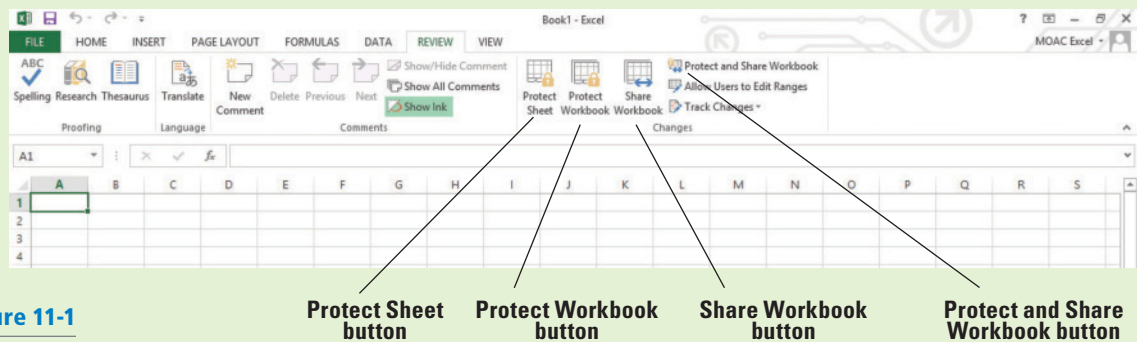 Book1 - Excel
?
FILE HOME INSERT PAGE LAYOUT FORMULAS DATA REVIEW VIEW
MOAC Excel
ABC
Spelling Research Thesaurus
Translate
New Comment
Delete Previous Next
Show/Hide Comment
Show All Comments
Show Ink
Protect Sheet
Protect Workbook
Share Workbook
Protect and Share Workbook
Allow Users to Edit Ranges
Track Changes
Proofing Language Comments Changes
A1 fx
A B C D E F G H I J K L M N O P Q R S
1
2
3
4
Protect Sheet button
Protect Workbook button
Share Workbook button
Protect and Share Workbook button
ure 11-1